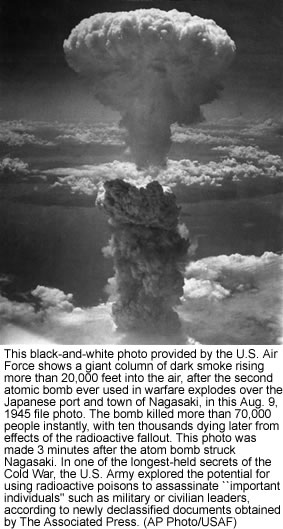 This black-and-white photo provided by the U.S. Air
Force shows a giant column of dark smoke rising
more than 20,000 feet into the air, after the second
atomic bomb ever used in warfare explodes over the
Japanese port and town of Nagasaki, in this Aug. 9,
1945 file photo. The bomb killed more than 70,000
people instantly, with ten thousands dying later from
effects of the radioactive fallout. This photo was
made 3 minutes after the atom bomb struck
Nagasaki. In one of the longest-held secrets of the
Cold War, the U.S. Army explored the potential for
using radioactive poisons to assassinate ``important
individuals'' such as military or civilian leaders,
according to newly declassified documents obtained
by The Associated Press. (AP Photo/USAF)